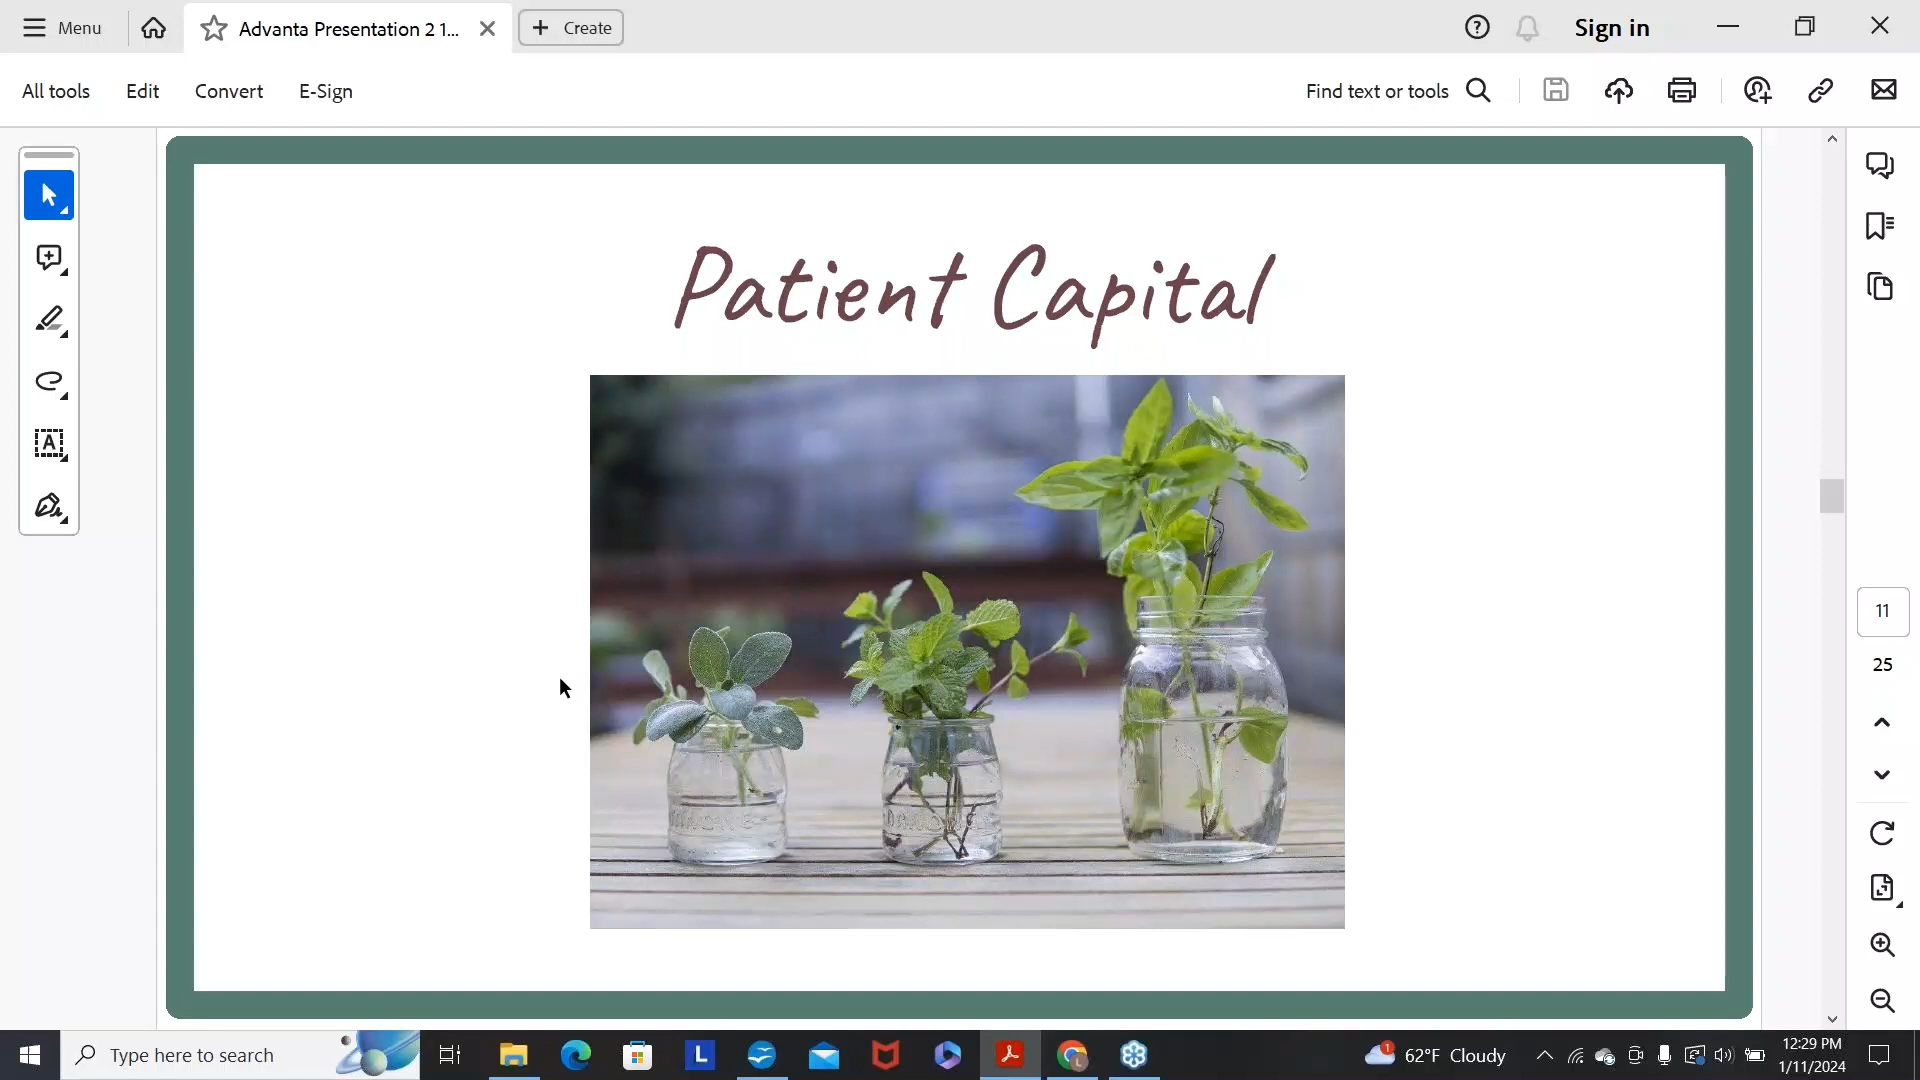 Menu
Advanta Presentation 2 1...
Create
Sign in
All tools
Edit
Convert
E-Sign
Find text or tools
Patient Capital
11
25
Type here to search
62°F Cloudy
12:29 PM
1/11/2024